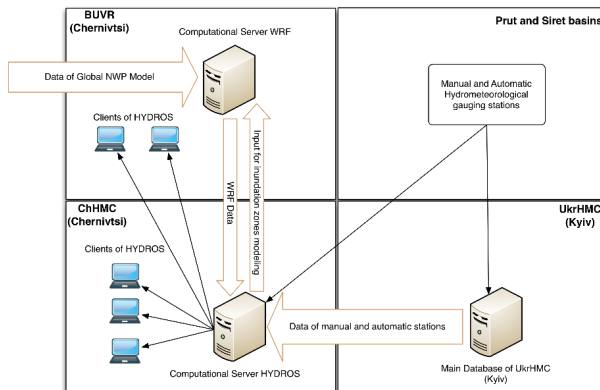 BUVR
(Chernivtsi)
Computational Server WRF
Prut and Siret basins
Data of Global NWP Model
Manual and Automatic
Hydrometeorological
gauging stations
Clients of HYDROS
WRF Data
Input for inundation zones modeling
ChHMC
(Chernivtsi)
UkrHMC
(Kyiv)
Clients of HYDROS
Data of manual and automatic stations
Computational Server HYDROS
Main Database of UkrHMC
(Kyiv)